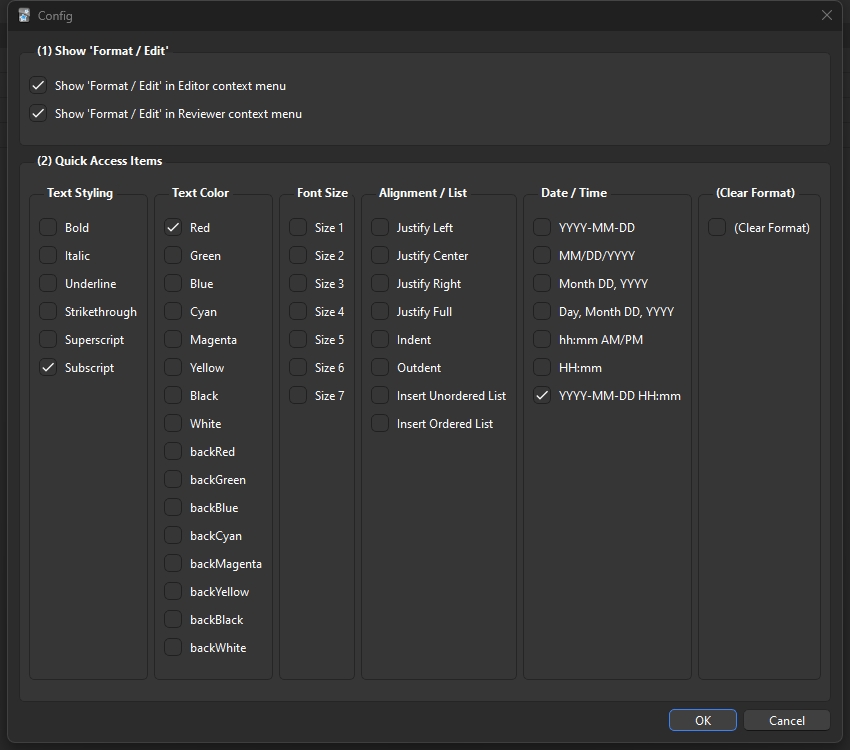 Config
(1) Show 'Format / Edit'
Show 'Format / Edit' in Editor context menu
Show 'Format / Edit' in Reviewer context menu
(2) Quick Access Items
Text Styling
Bold
Italic
Underline
Strikethrough
Superscript
Subscript
Text Color
Red
Green
Blue
Cyan
Magenta
Yellow
Black
White
backRed
backGreen
backBlue
backCyan
backMagenta
backYellow
backBlack
backWhite
Font Size
Size 1
Size 2
Size 3
Size 4
Size 5
Size 6
Size 7
Alignment / List
Justify Left
Justify Center
Justify Right
Justify Full
Indent
Outdent
Insert Unordered List
Insert Ordered List
Date / Time
YYYY-MM-DD
MM/DD/YYYY
Month DD, YYYY
Day, Month DD, YYYY
hh:mm AM/PM
HH:mm
YYYY-MM-DD HH:mm
(Clear Format)
(Clear Format)
OK
Cancel